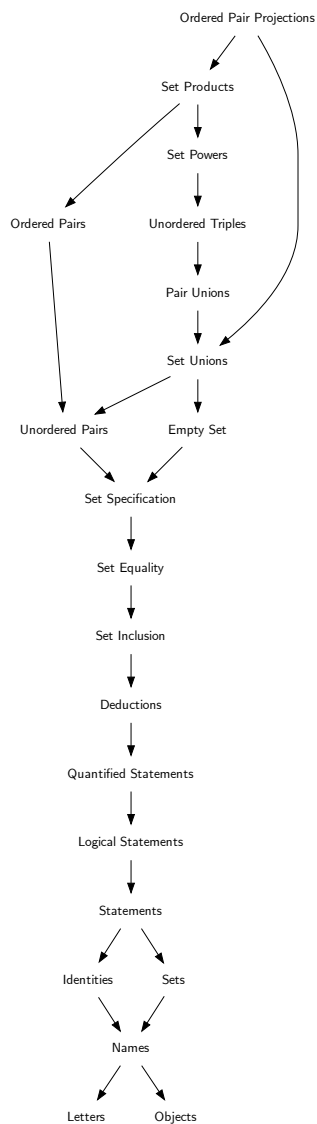 Ordered Pair Projections
Set Products
Set Powers
Ordered Pairs
Unordered Triples
Pair Unions
Set Unions
Unordered Pairs
Empty Set
Set Specification
Set Equality
Set Inclusion
Deductions
Quantified Statements
Logical Statements
Statements
Identities
Sets
Names
Letters
Objects